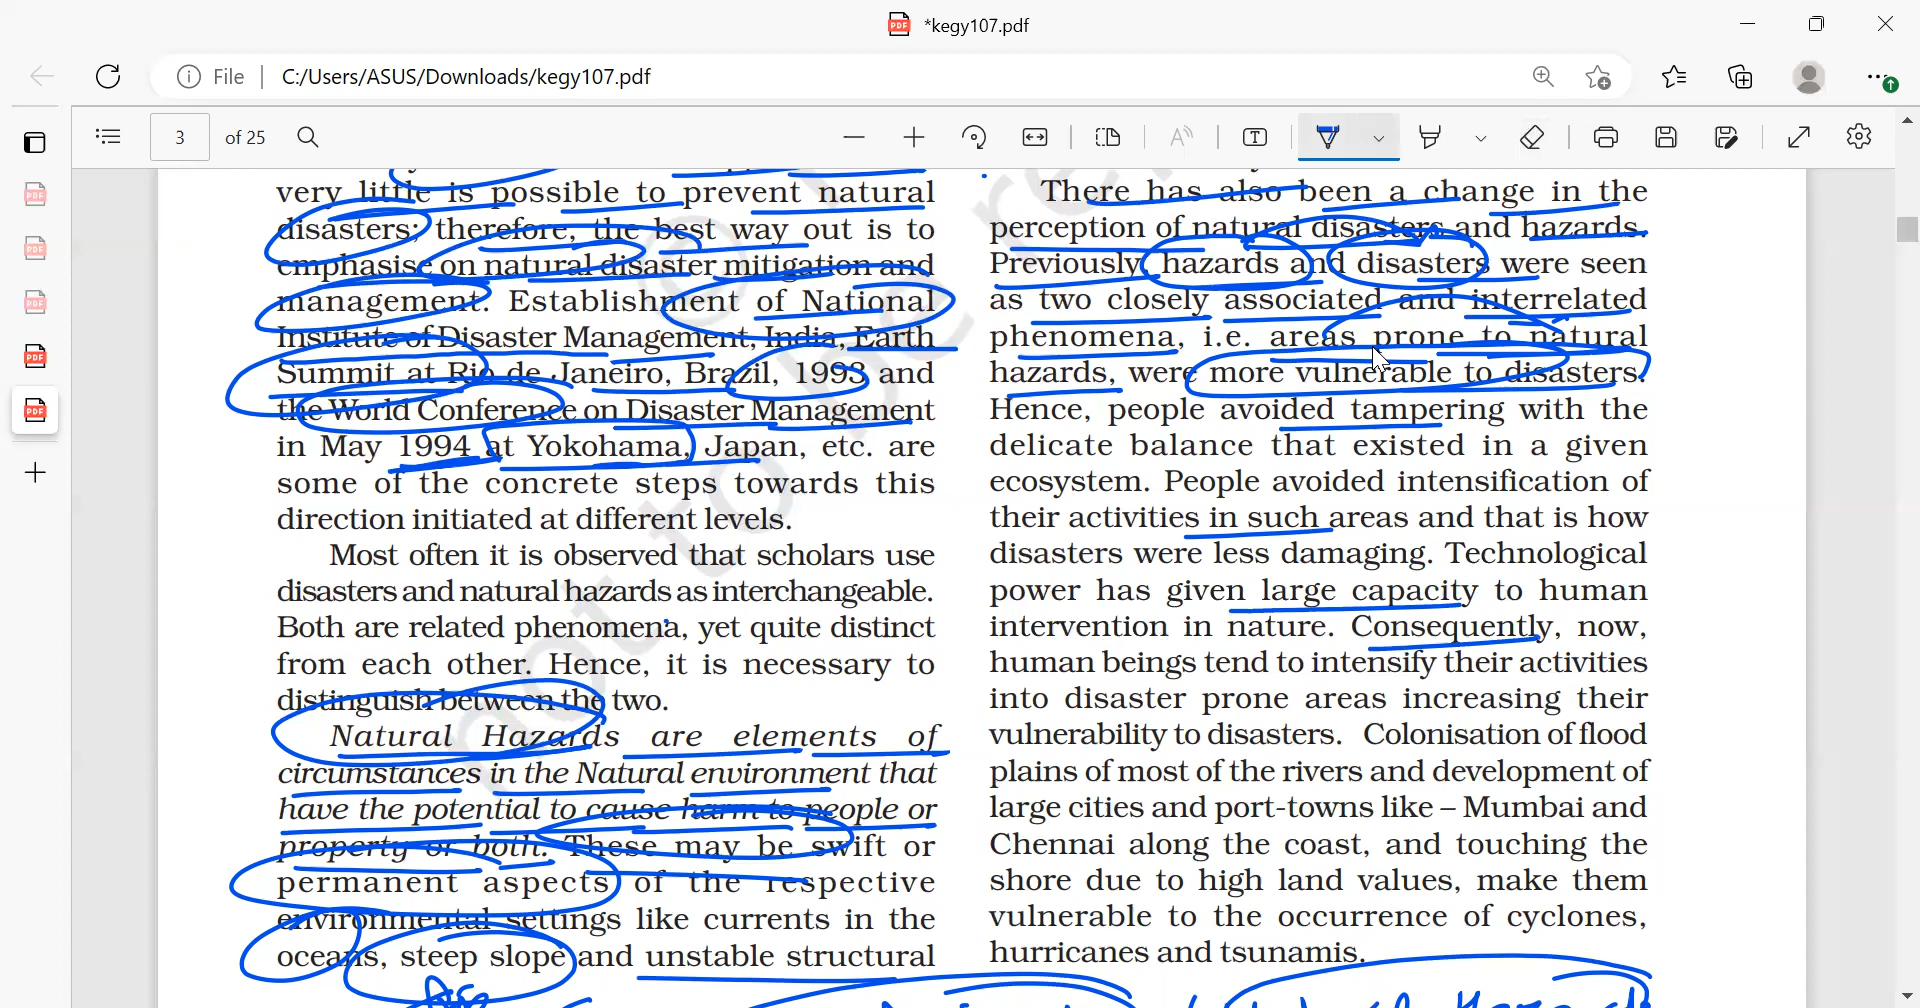 *kegy107.pdf
File
C:/Users/ASUS/Downloads/kegy107.pdf
3 of 25
very little is possible to prevent natural
disasters; therefore, the best way out is to
emphasise on natural disaster mitigation and
management. Establishment of National
Institute of Disaster Management, India, Earth
Summit at Rio de Janeiro, Brazil, 1993 and
the World Conference on Disaster Management
in May 1994 at Yokohama, Japan, etc. are
some of the concrete steps towards this
direction initiated at different levels.
Most often it is observed that scholars use
disasters and natural hazards as interchangeable.
Both are related phenomena, yet quite distinct
from each other. Hence, it is necessary to
distinguish between the two.
Natural Hazards are elements of
circumstances in the Natural environment that
have the potential to cause harm to people or
property or both. These may be swift or
permanent aspects of the respective
environmental settings like currents in the
oceans, steep slope and unstable structural
There has also been a change in the
perception of natural disasters and hazards.
Previously hazards and disasters were seen
as two closely associated and interrelated
phenomena, i.e. areas prone to natural
hazards, were more vulnerable to disasters.
Hence, people avoided tampering with the
delicate balance that existed in a given
ecosystem. People avoided intensification of
their activities in such areas and that is how
disasters were less damaging. Technological
power has given large capacity to human
intervention in nature. Consequently, now,
human beings tend to intensify their activities
into disaster prone areas increasing their
vulnerability to disasters. Colonisation of flood
plains of most of the rivers and development of
large cities and port-towns like – Mumbai and
Chennai along the coast, and touching the
shore due to high land values, make them
vulnerable to the occurrence of cyclones,
hurricanes and tsunamis.
not to be re